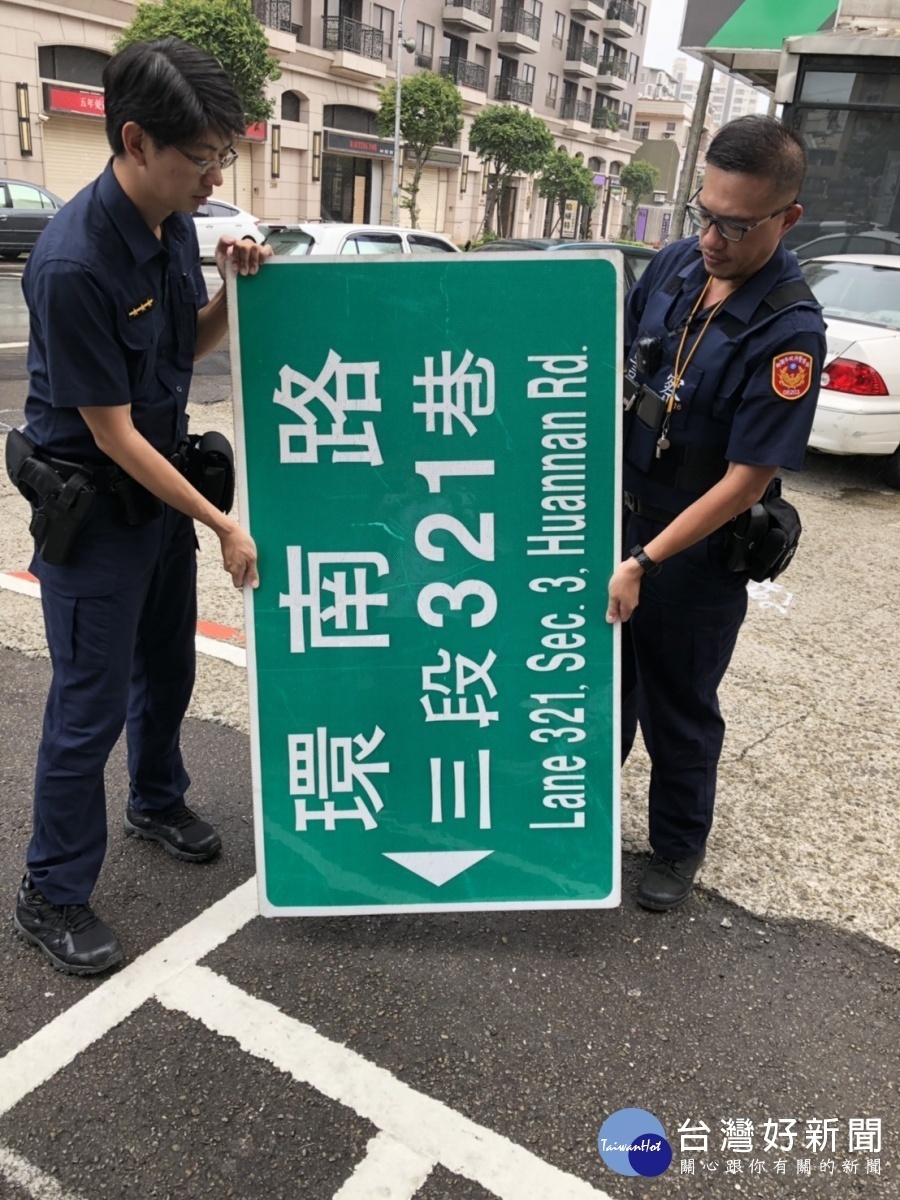 環南路
三段321巷
Lane 321, Sec. 3, Huannan Rd.
TaiwanHot
台灣好新聞
關心跟你有關的新聞